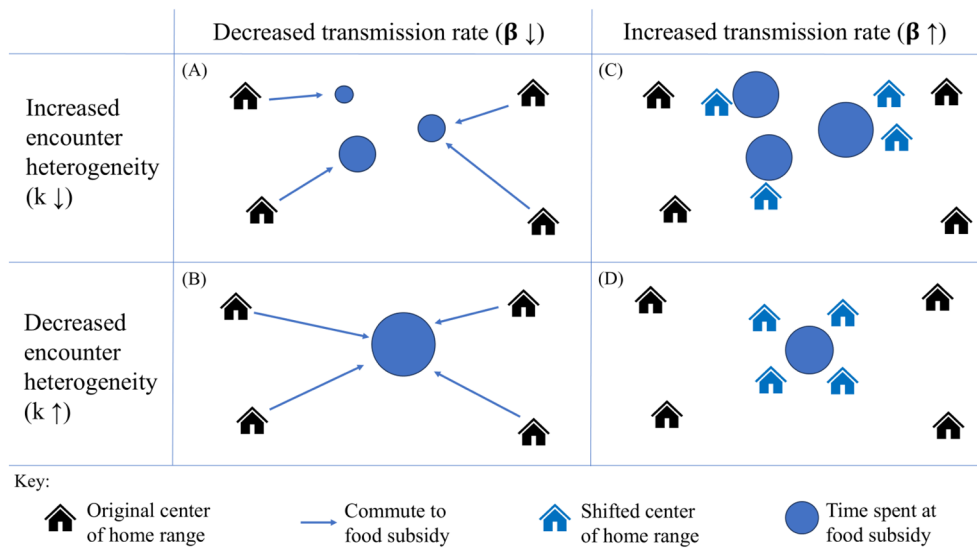 Decreased transmission rate (β ↓)
Increased transmission rate (β ↑)
Increased
encounter
heterogeneity
(k ↓)
(A)
(C)
Decreased
encounter
heterogeneity
(k ↑)
(B)
(D)
Key:
Original center
of home range
Commute to
food subsidy
Shifted center
of home range
Time spent at
food subsidy